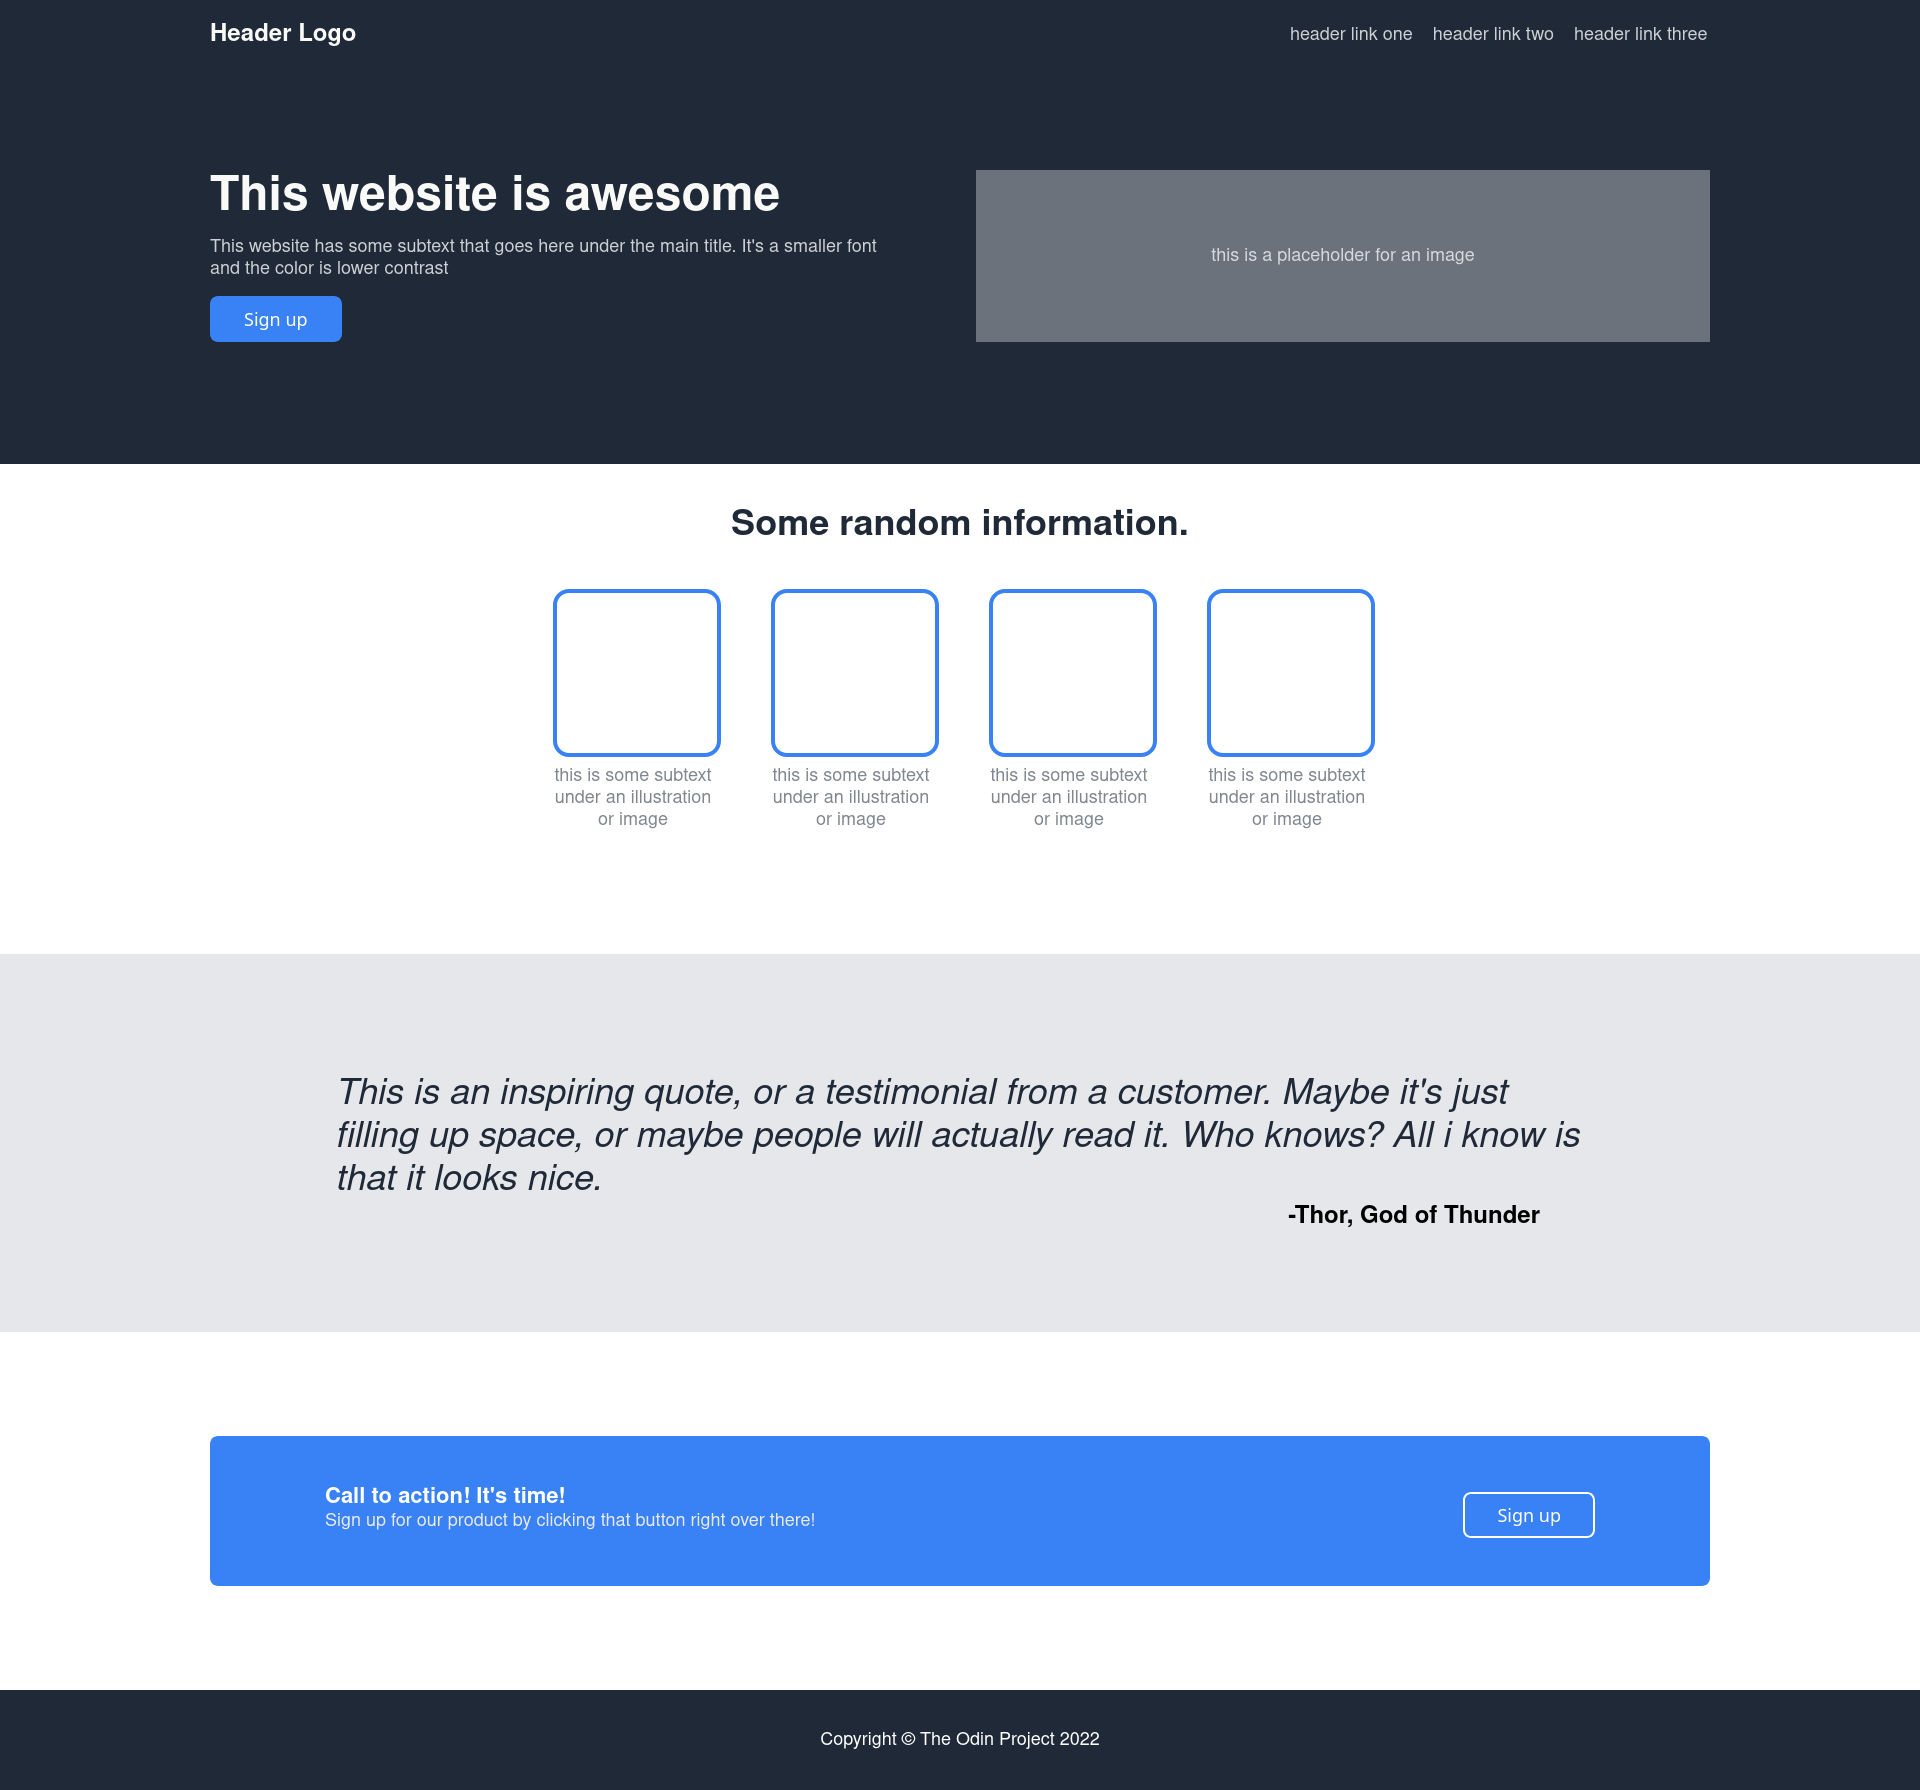 Header Logo
header link one header link two header link three
This website is awesome
This website has some subtext that goes here under the main title. It's a smaller font
and the color is lower contrast
Sign up
this is a placeholder for an image
Some random information.
this is some subtext
under an illustration
or image
this is some subtext
under an illustration
or image
this is some subtext
under an illustration
or image
this is some subtext
under an illustration
or image
This is an inspiring quote, or a testimonial from a customer. Maybe it's just
filling up space, or maybe people will actually read it. Who knows? All i know is
that it looks nice.
-Thor, God of Thunder
Call to action! It's time!
Sign up for our product by clicking that button right over there!
Sign up
Copyright © The Odin Project 2022